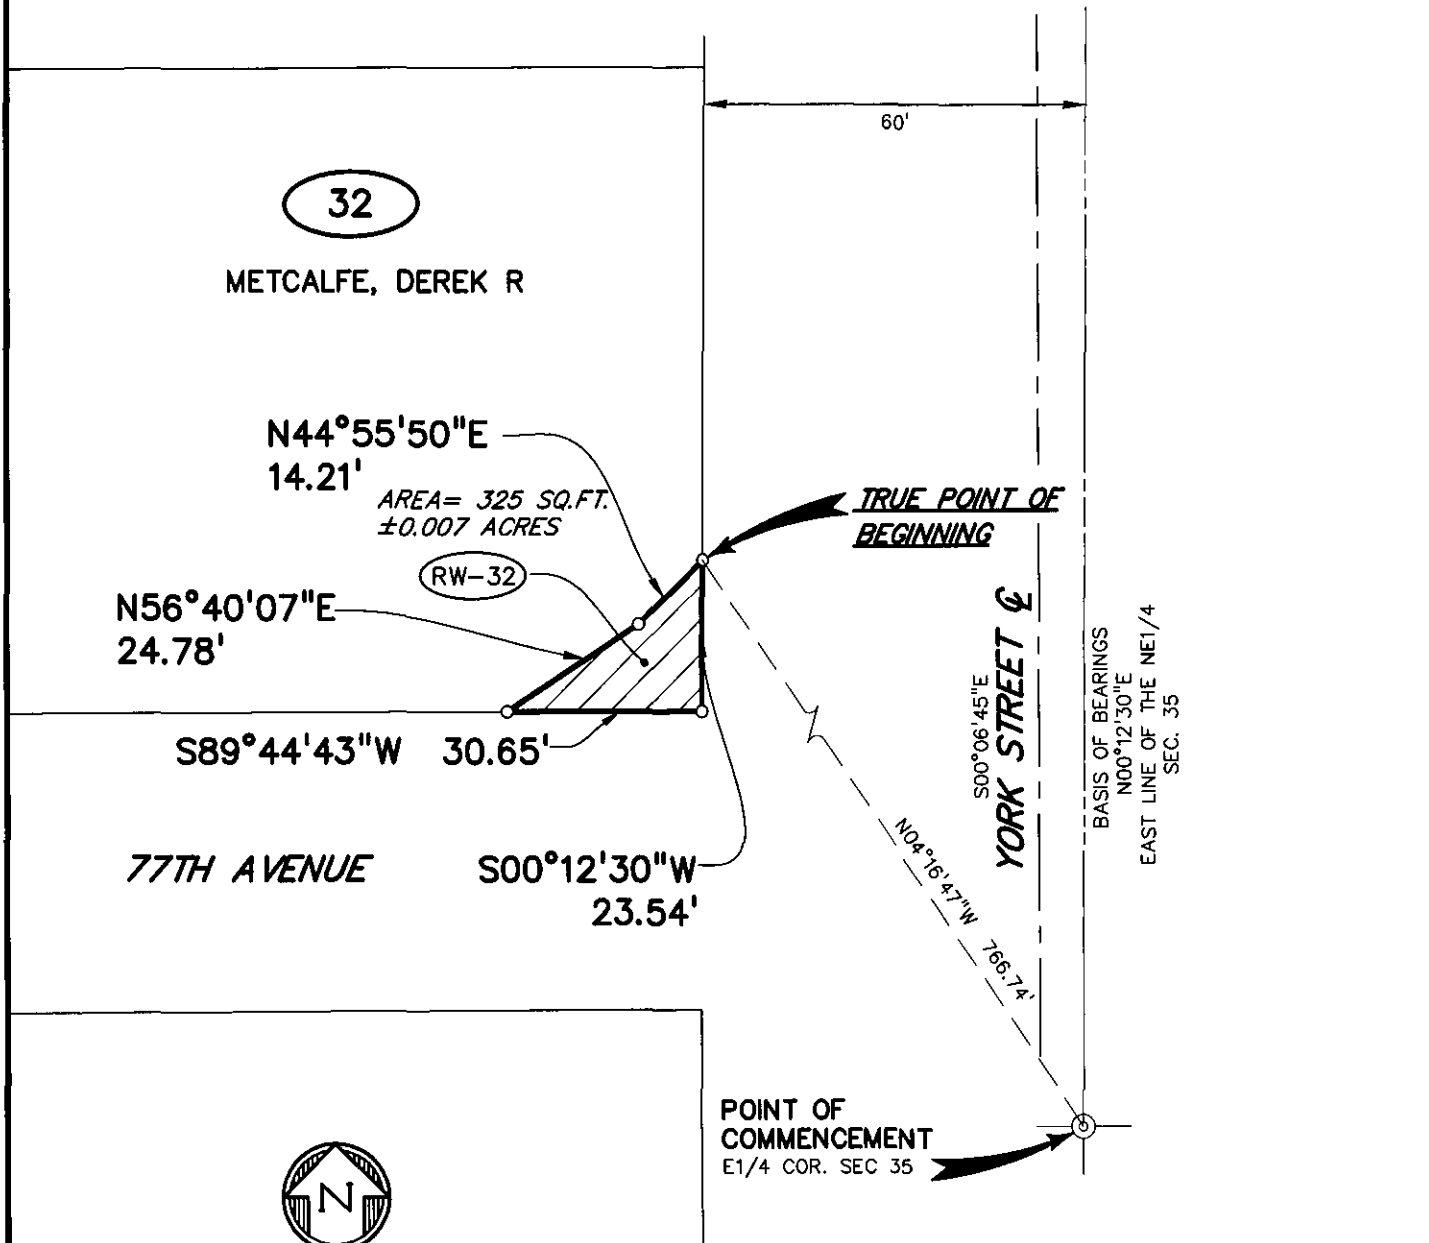 60'
32
METCALFE, DEREK R
N44°55'50"E
14.21'
AREA= 325 SQ.FT.
±0.007 ACRES
TRUE POINT OF
BEGINNING
RW-32
N56°40'07"E
24.78'
S89°44'43"W 30.65'
S00°06'45"E
YORK STREET ℄
BASIS OF BEARINGS
N00°12'30"E
EAST LINE OF THE NE1/4
SEC. 35
77TH AVENUE
S00°12'30"W
23.54'
N04°16'47"W 766.74'
POINT OF
COMMENCEMENT
E1/4 COR. SEC 35
N